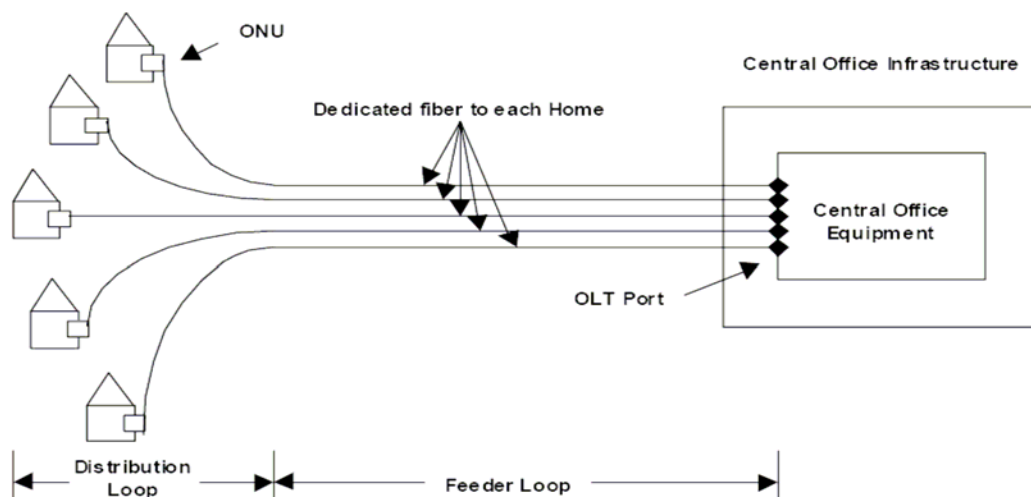 ONU
Central Office Infrastructure
Dedicated fiber to each Home
Central Office
Equipment
OLT Port
Distribution
Loop
Feeder Loop